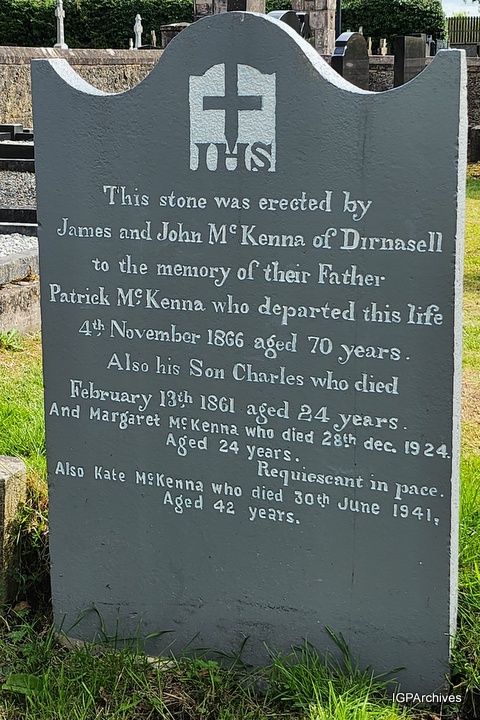 IHS
This stone was erected by
James and John McKenna of Dirnasell
to the memory of their Father
Patrick McKenna who departed this life
4th November 1866 aged 70 years.
Also his Son Charles who died
February 13th 1861 aged 24 years.
And Margaret McKenna who died 28th dec. 1924.
Aged 24 years.
Requiescant in pace.
Also Kate McKenna who died 30th June 1941,
Aged 42 years.
IGPArchives